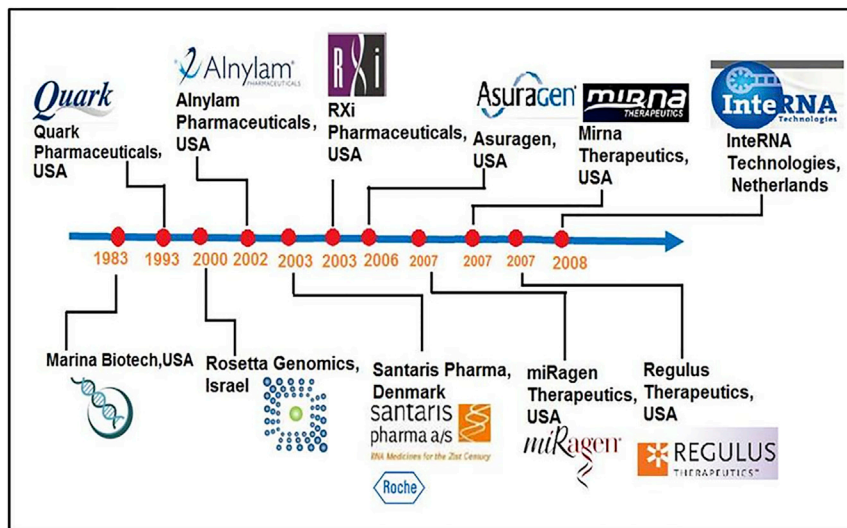 Quark
Quark
Pharmaceuticals,
USA
Alnylam
PHARMACEUTICALS
Alnylam
Pharmaceuticals,
USA
RXi
RXi
Pharmaceuticals,
USA
Asuragen
Asuragen,
USA
miRNA
THERAPEUTICS
Mirna
Therapeutics,
USA
InteRNA
Technologies
InteRNA
Technologies,
Netherlands
1983 1993 2000 2002 2003 2003 2006 2007 2007 2007 2008
Marina Biotech,USA
Rosetta Genomics,
Israel
Santaris Pharma,
Denmark
santaris
pharma a/s
RNA Medicines for the 21st Century
Roche
miRagen
Therapeutics,
USA
miRagen
Regulus
Therapeutics,
USA
REGULUS
THERAPEUTICS